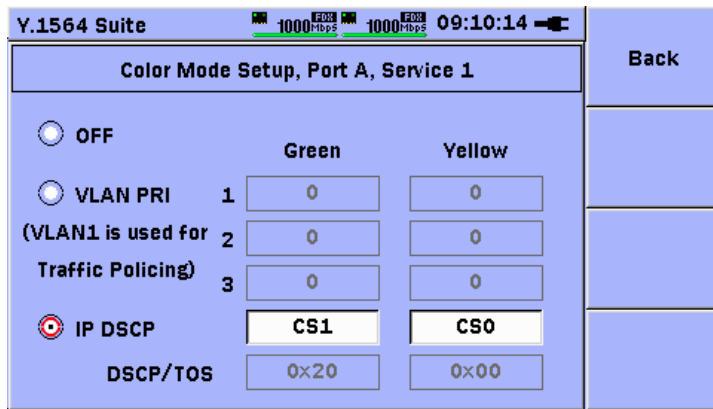 Y.1564 Suite 1000 FDX Mbps 1000 FDX Mbps 09:10:14
Back
Color Mode Setup, Port A, Service 1
OFF
Green Yellow
VLAN PRI 1 0 0
(VLAN1 is used for 2 0 0
Traffic Policing)
3 0 0
IP DSCP CS1 CS0
DSCP/TOS 0x20 0x00